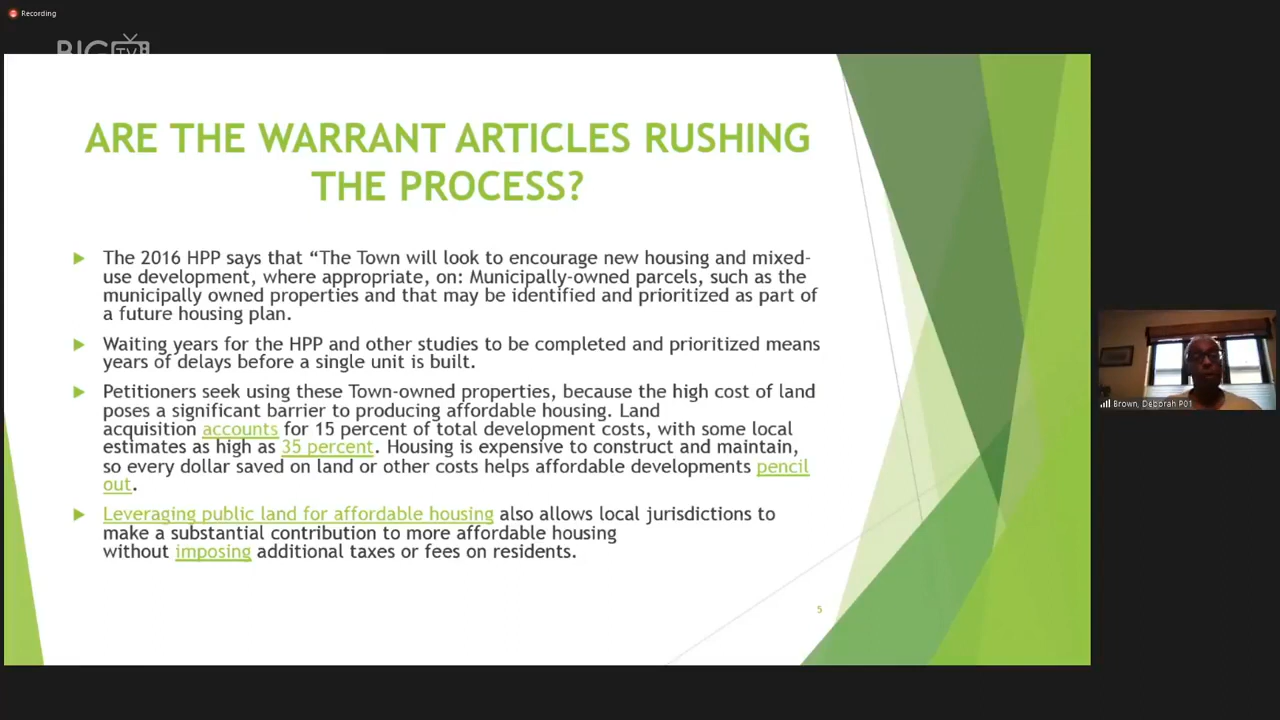 Recording
BIG TV
ARE THE WARRANT ARTICLES RUSHING
THE PROCESS?
The 2016 HPP says that “The Town will look to encourage new housing and mixed-
use development, where appropriate, on: Municipally-owned parcels, such as the
municipally owned properties and that may be identified and prioritized as part of
a future housing plan.
Waiting years for the HPP and other studies to be completed and prioritized means
years of delays before a single unit is built.
Petitioners seek using these Town-owned properties, because the high cost of land
poses a significant barrier to producing affordable housing. Land
acquisition accounts for 15 percent of total development costs, with some local
estimates as high as 35 percent. Housing is expensive to construct and maintain,
so every dollar saved on land or other costs helps affordable developments pencil
out.
Leveraging public land for affordable housing also allows local jurisdictions to
make a substantial contribution to more affordable housing
without imposing additional taxes or fees on residents.
5
Brown, Deborah P01